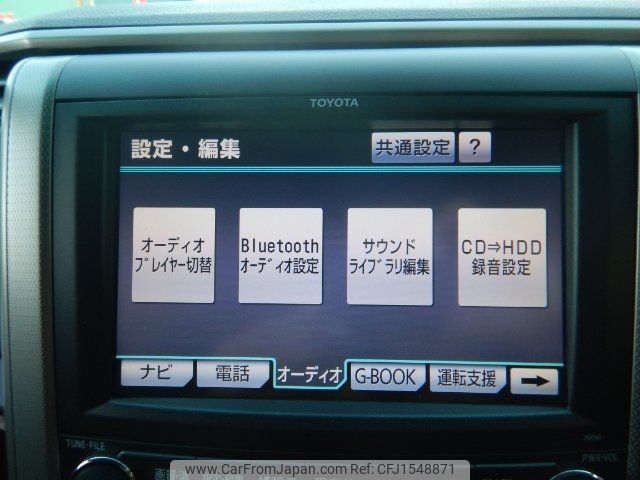 TOYOTA
設定・編集 共通設定 ?
オーディオ
プレイヤー切替
Bluetooth
オーディオ設定
サウンド
ライブラリ編集
CD⇒HDD
録音設定
ナビ 電話 オーディオ G-BOOK 運転支援 →
TUNE·FILE
PWR·VOL
www.CarFromJapan.com for CFJ1548871